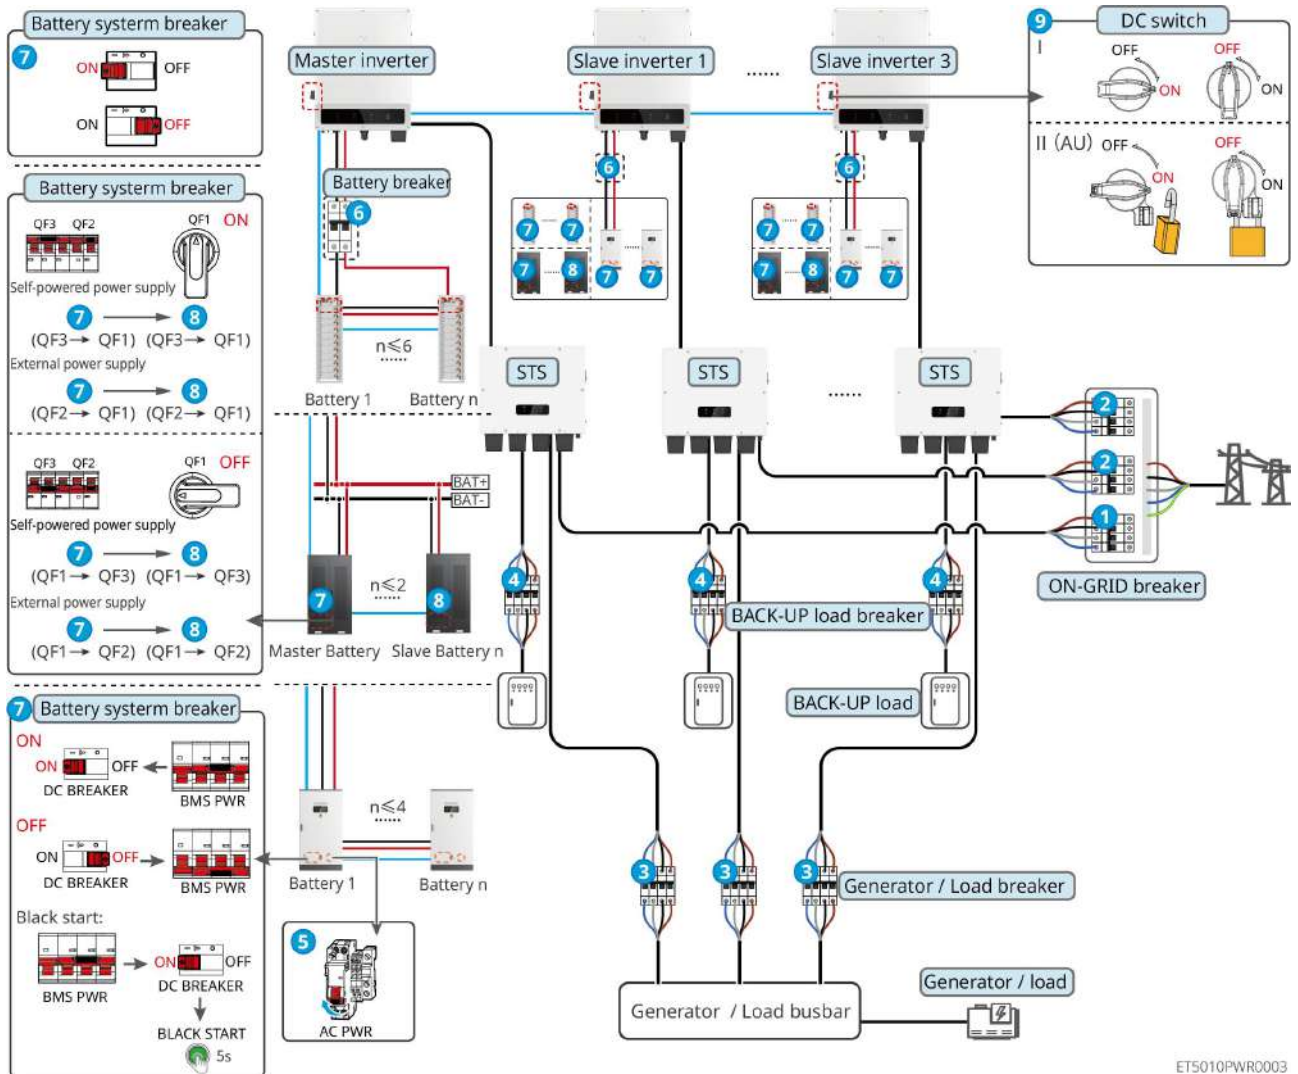 Battery systerm breaker
7
ON
OFF
ON
OFF
Battery systerm breaker
QF3 QF2
QF1 ON
Self-powered power supply
7 8
(QF3→ QF1) (QF3→ QF1)
External power supply
7 8
(QF2→ QF1) (QF2→ QF1)
QF3 QF2
QF1 OFF
Self-powered power supply
7 8
(QF1→ QF3) (QF1→ QF3)
External power supply
7 8
(QF1→ QF2) (QF1→ QF2)
7 Battery systerm breaker
ON
ON OFF
DC BREAKER
BMS PWR
OFF
ON OFF
DC BREAKER
BMS PWR
Black start:
BMS PWR
ON OFF
DC BREAKER
BLACK START
5s
Master inverter
Slave inverter 1
......
Slave inverter 3
Battery breaker
6
n≤6
......
Battery 1
Battery n
BAT+
BAT-
7
n≤2
......
8
Master Battery
Slave Battery n
n≤4
......
Battery 1
Battery n
5
AC PWR
6
7 ...... 7
7 ...... 8
7 ...... 7
6
7 ...... 7
7 ...... 8
7 ...... 7
9 DC switch
I
OFF
ON
OFF
ON
II (AU)
OFF
ON
OFF
ON
STS
STS
......
STS
2
2
1
ON-GRID breaker
4
4
4
BACK-UP load breaker
BACK-UP load
3
3
3
Generator / Load breaker
Generator / Load busbar
Generator / load
ET5010PWR0003